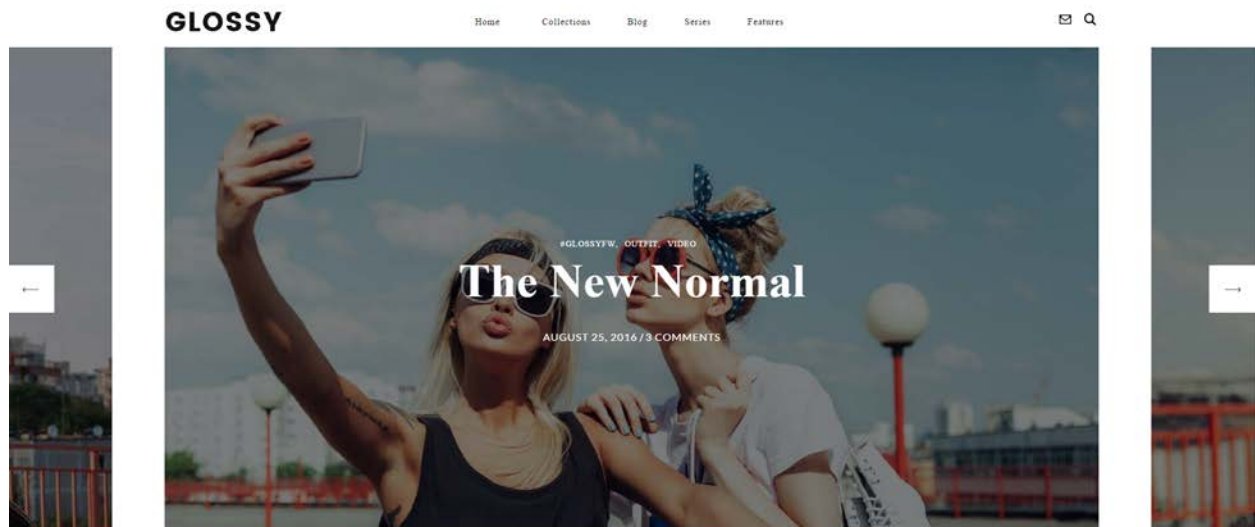 GLOSSY
Home Collections Blog Series Features
#GLOSSYFW, OUTFIT, VIDEO
The New Normal
AUGUST 25, 2016 / 3 COMMENTS